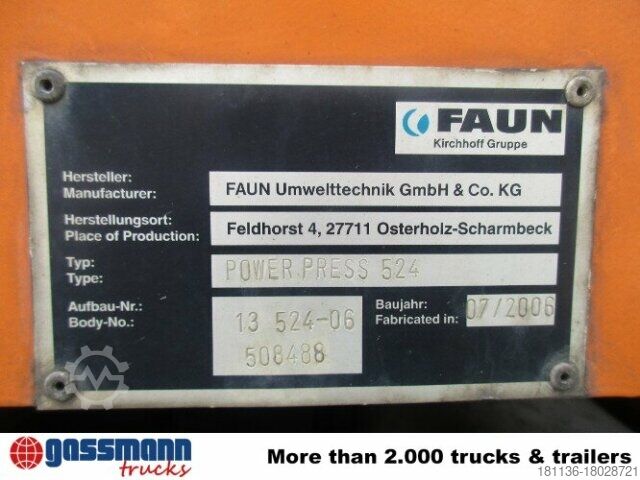 FAUN
Kirchhoff Gruppe
Hersteller:
Manufacturer:
FAUN Umwelttechnik GmbH & Co. KG
Herstellungsort:
Place of Production:
Feldhorst 4, 27711 Osterholz-Scharmbeck
Typ:
Type:
POWER PRESS 524
Aufbau-Nr.:
Body-No.:
13 524-06
508488
Baujahr:
Fabricated in:
07/2006
gassmann
trucks
More than 2.000 trucks & trailers
181136-18028721